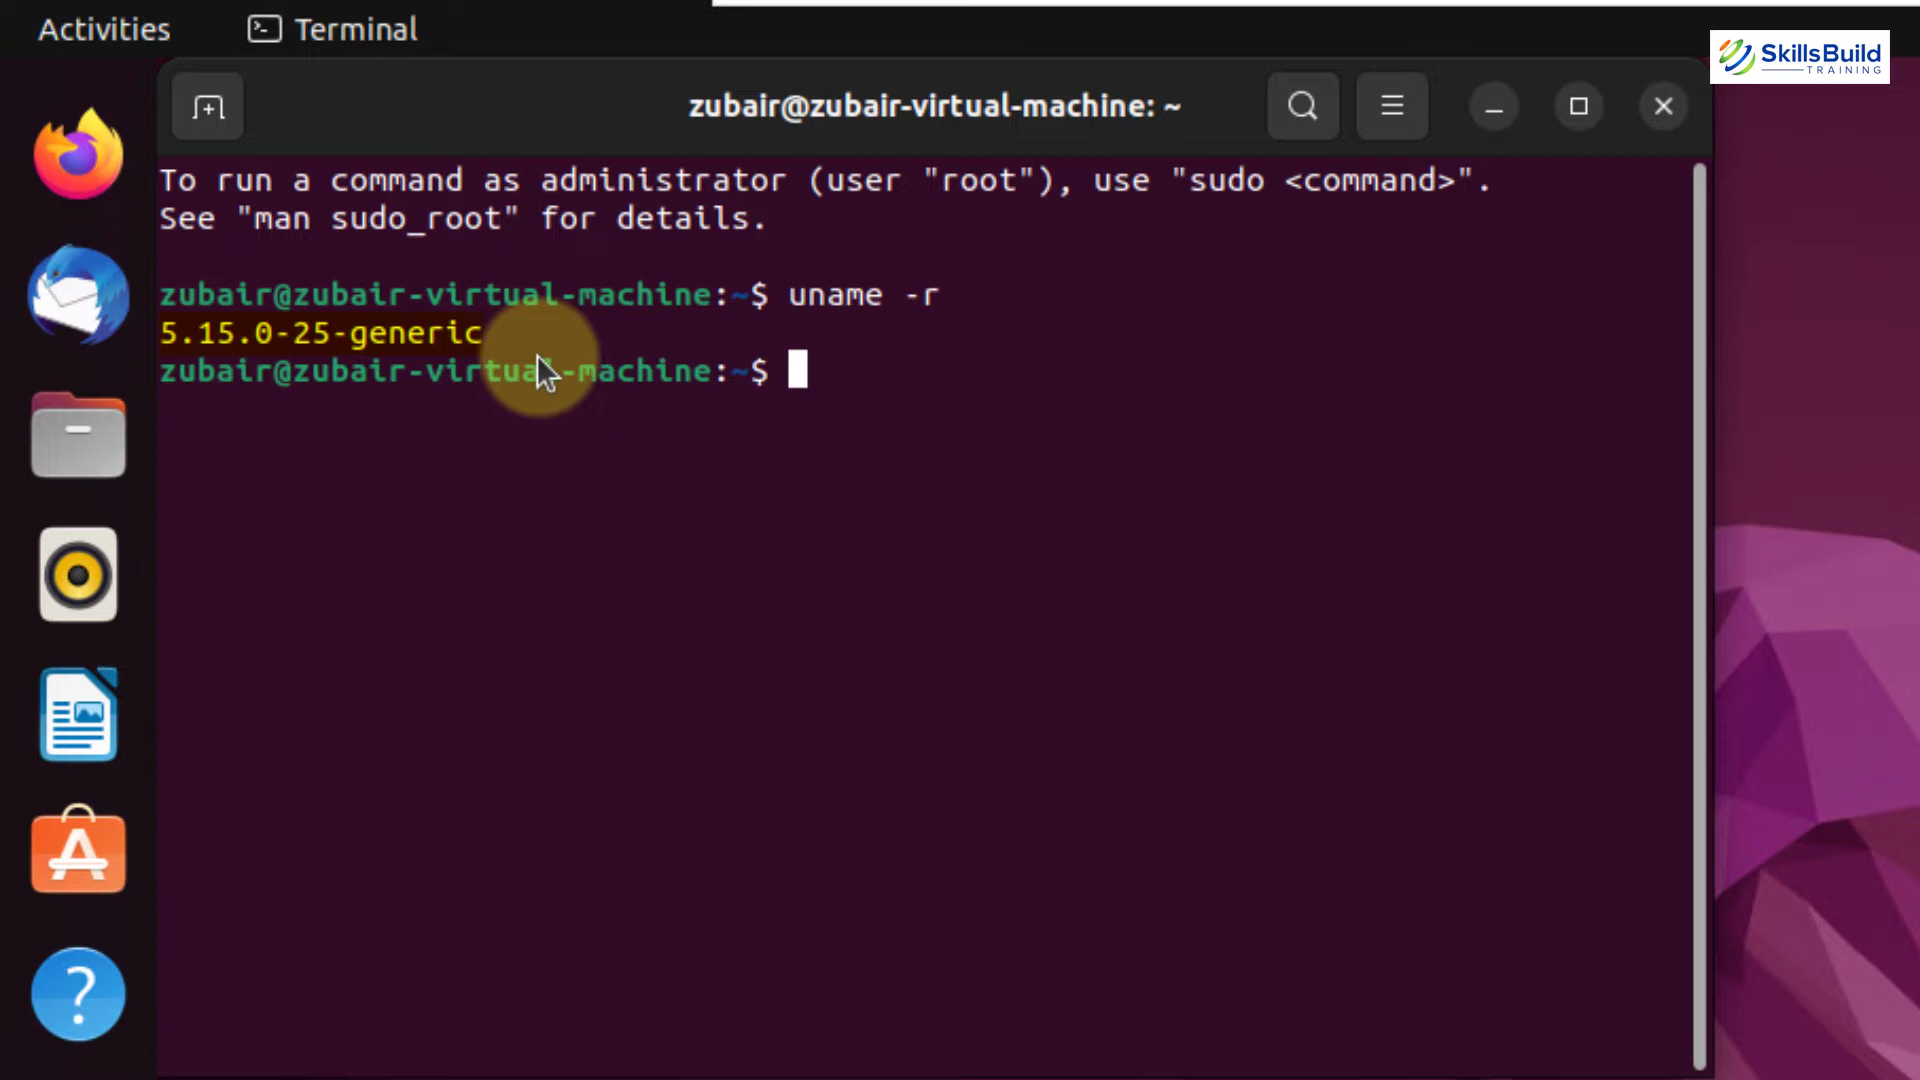 Activities Terminal
SkillsBuild
TRAINING
zubair@zubair-virtual-machine: ~
To run a command as administrator (user "root"), use "sudo <command>".
See "man sudo_root" for details.
zubair@zubair-virtual-machine:~$ uname -r
5.15.0-25-generic
zubair@zubair-virtual-machine:~$